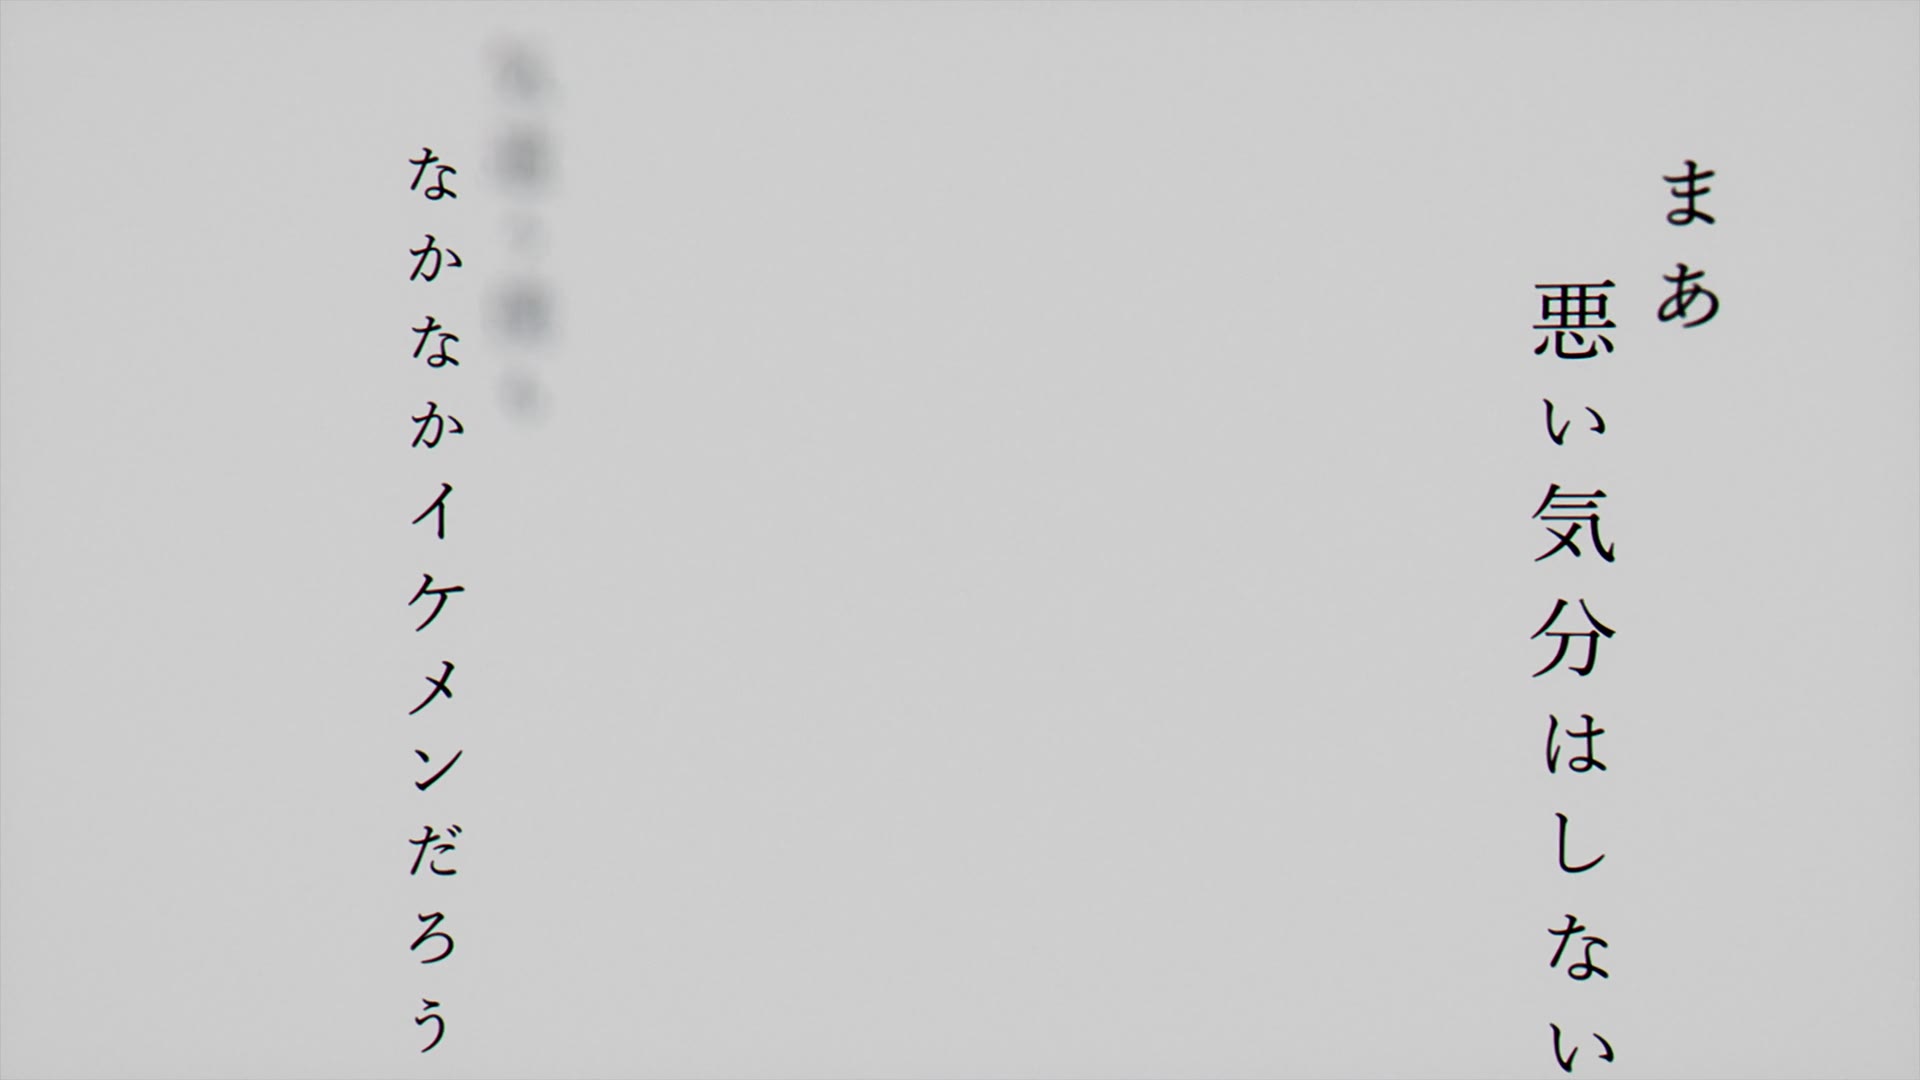 まあ
悪い気分はしない
なかなかイケメンだろう